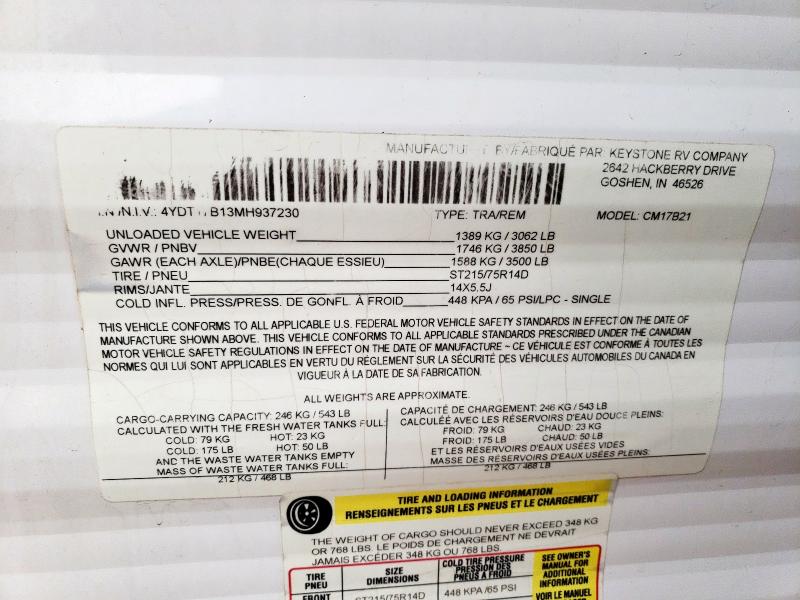 MANUFACTURED BY/FABRIQUÉ PAR: KEYSTONE RV COMPANY
2642 HACKBERRY DRIVE
GOSHEN, IN 46526
N.I.V.: B13MH937230 TYPE: TRA/REM MODEL: CM17B21
UNLOADED VEHICLE WEIGHT 1389 KG / 3062 LB
GVWR / PNBV 1746 KG / 3850 LB
GAWR (EACH AXLE)/PNBE(CHAQUE ESSIEU) 1588 KG / 3500 LB
TIRE / PNEU ST215/75R14D
RIMS/JANTE 14X5.5J
COLD INFL. PRESS/PRESS. DE GONFL. À FROID 448 KPA / 65 PSI/LPC - SINGLE
THIS VEHICLE CONFORMS TO ALL APPLICABLE U.S. FEDERAL MOTOR VEHICLE SAFETY STANDARDS IN EFFECT ON THE DATE OF
MANUFACTURE SHOWN ABOVE. THIS VEHICLE CONFORMS TO ALL APPLICABLE STANDARDS PRESCRIBED UNDER THE CANADIAN
MOTOR VEHICLE SAFETY REGULATIONS IN EFFECT ON THE DATE OF MANUFACTURE ~ CE VÉHICULE EST CONFORME À TOUTES LES
NORMES QUI LUI SONT APPLICABLES EN VERTU DU RÉGLEMENT SUR LA SÉCURITÉ DES VÉHICULES AUTOMOBILES DU CANADA EN
VIGUEUR À LA DATE DE SA FABRICATION.
ALL WEIGHTS ARE APPROXIMATE.
CARGO-CARRYING CAPACITY: 246 KG / 543 LB
CALCULATED WITH THE FRESH WATER TANKS FULL:
COLD: 79 KG HOT: 23 KG
COLD: 175 LB HOT: 50 LB
AND THE WASTE WATER TANKS EMPTY
MASS OF WASTE WATER TANKS FULL:
212 KG / 468 LB
CAPACITÉ DE CHARGEMENT: 246 KG / 543 LB
CALCULÉE AVEC LES RÉSERVOIRS D'EAU DOUCE PLEINS:
FROID: 79 KG CHAUD: 23 KG
FROID: 175 LB CHAUD: 50 LB
ET LES RÉSERVOIRS D'EAUX USÉES VIDES
MASSE DES RÉSERVOIRS D'EAUX USÉES PLEINS:
212 KG / 468 LB
TIRE AND LOADING INFORMATION
RENSEIGNEMENTS SUR LES PNEUS ET LE CHARGEMENT
THE WEIGHT OF CARGO SHOULD NEVER EXCEED 348 KG
OR 768 LBS. LE POIDS DE CHARGEMENT NE DEVRAIT
JAMAIS EXCÉDER 348 KG OU 768 LBS.
TIRE
PNEU
SIZE
DIMENSIONS
COLD TIRE PRESSURE
PRESSION DES
PNEUS A FROID
SEE OWNER'S
MANUAL FOR
ADDITIONAL
INFORMATION
VOIR LE MANUEL
FRONT ST215/75R14D 448 KPA /65 PSI